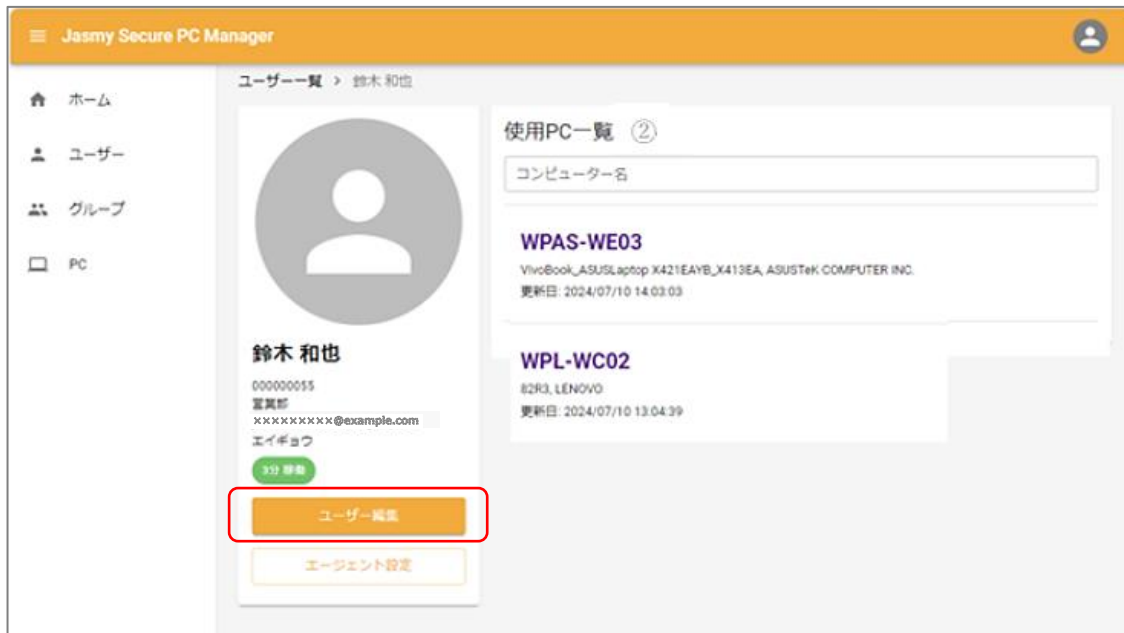 Jasmy Secure PC Manager
ユーザー一覧 > 鈴木 和也
ホーム
ユーザー
グループ
PC
鈴木 和也
000000055
営業部
×××××××××@example.com
エイギョウ
3分 稼働
ユーザー編集
エージェント設定
使用PC一覧 ②
コンピューター名
WPAS-WE03
VivoBook_ASUSLaptop X421EAYB_X413EA, ASUSTeK COMPUTER INC.
更新日: 2024/07/10 14:03:03
WPL-WC02
82R3, LENOVO
更新日: 2024/07/10 13:04:39